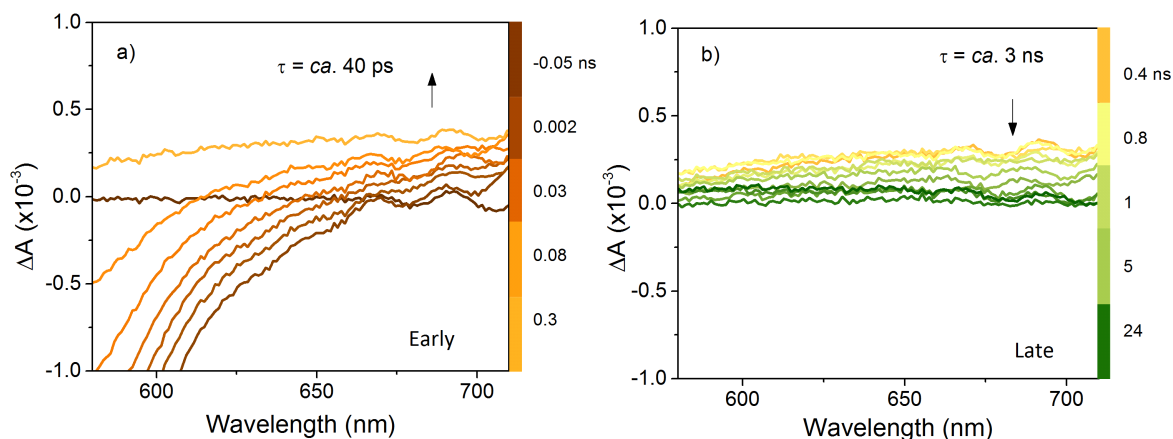 a)
τ = ca. 40 ps
Early
1.0
0.5
0.0
-0.5
-1.0
ΔA (x10⁻³)
600
650
700
Wavelength (nm)
-0.05 ns
0.002
0.03
0.08
0.3
b)
τ = ca. 3 ns
Late
1.0
0.5
0.0
-0.5
-1.0
ΔA (x10⁻³)
600
650
700
Wavelength (nm)
0.4 ns
0.8
1
5
24